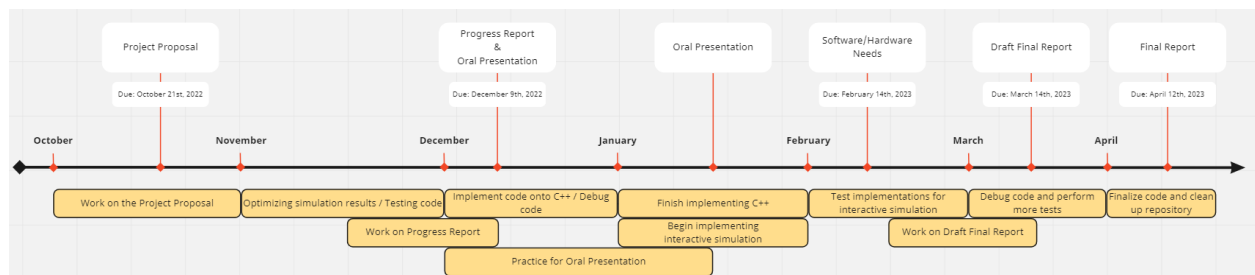 Project Proposal
Progress Report
&
Oral Presentation
Oral Presentation
Software/Hardware
Needs
Draft Final Report
Final Report
Due: October 21st, 2022
Due: December 9th, 2022
Due: February 14th, 2023
Due: March 14th, 2023
Due: April 12th, 2023
October
November
December
January
February
March
April
Work on the Project Proposal
Optimizing simulation results / Testing code
Implement code onto C++ / Debug
code
Finish implementing C++
Test implementations for
interactive simulation
Debug code and perform
more tests
Finalize code and clean
up repository
Work on Progress Report
Begin implementing
interactive simulation
Work on Draft Final Report
Practice for Oral Presentation